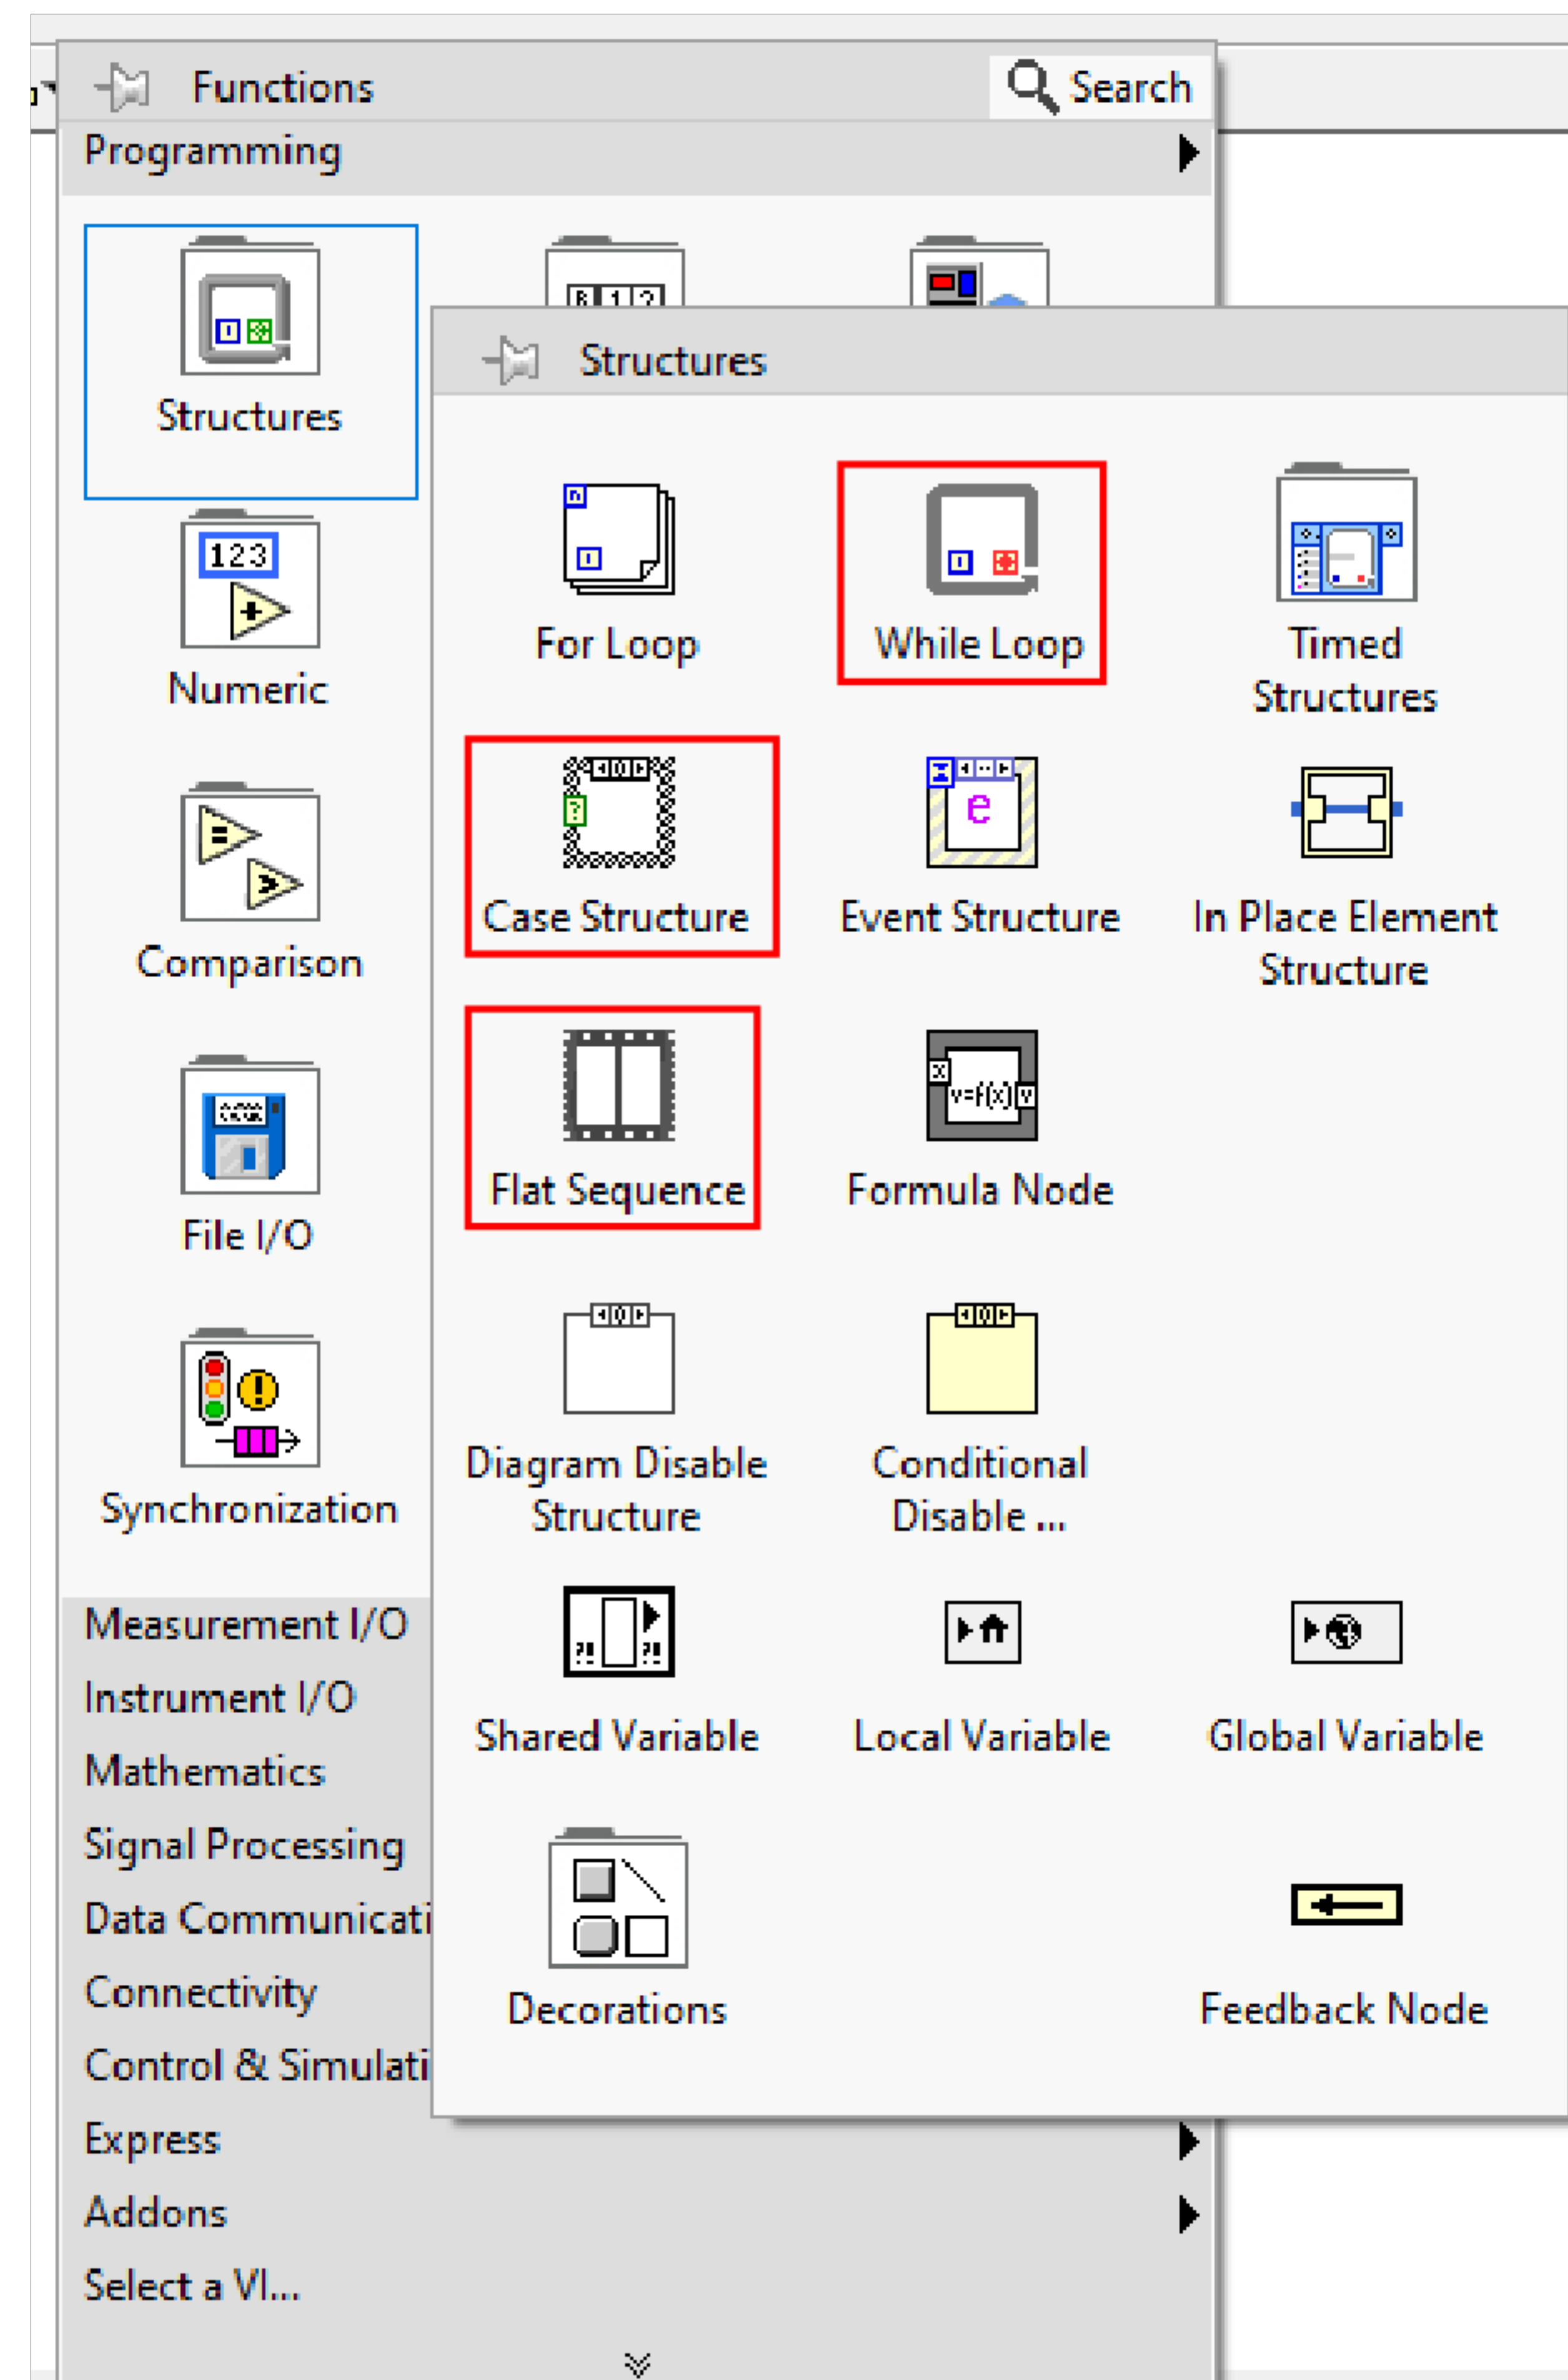 Functions
Search
Programming
Structures
Structures
123
Numeric
Comparison
File I/O
Synchronization
For Loop
While Loop
Timed
Structures
Case Structure
Event Structure
In Place Element
Structure
Flat Sequence
Formula Node
Diagram Disable
Structure
Conditional
Disable ...
Shared Variable
Local Variable
Global Variable
Decorations
Feedback Node
Measurement I/O
Instrument I/O
Mathematics
Signal Processing
Data Communicati
Connectivity
Control & Simulati
Express
Addons
Select a VI...